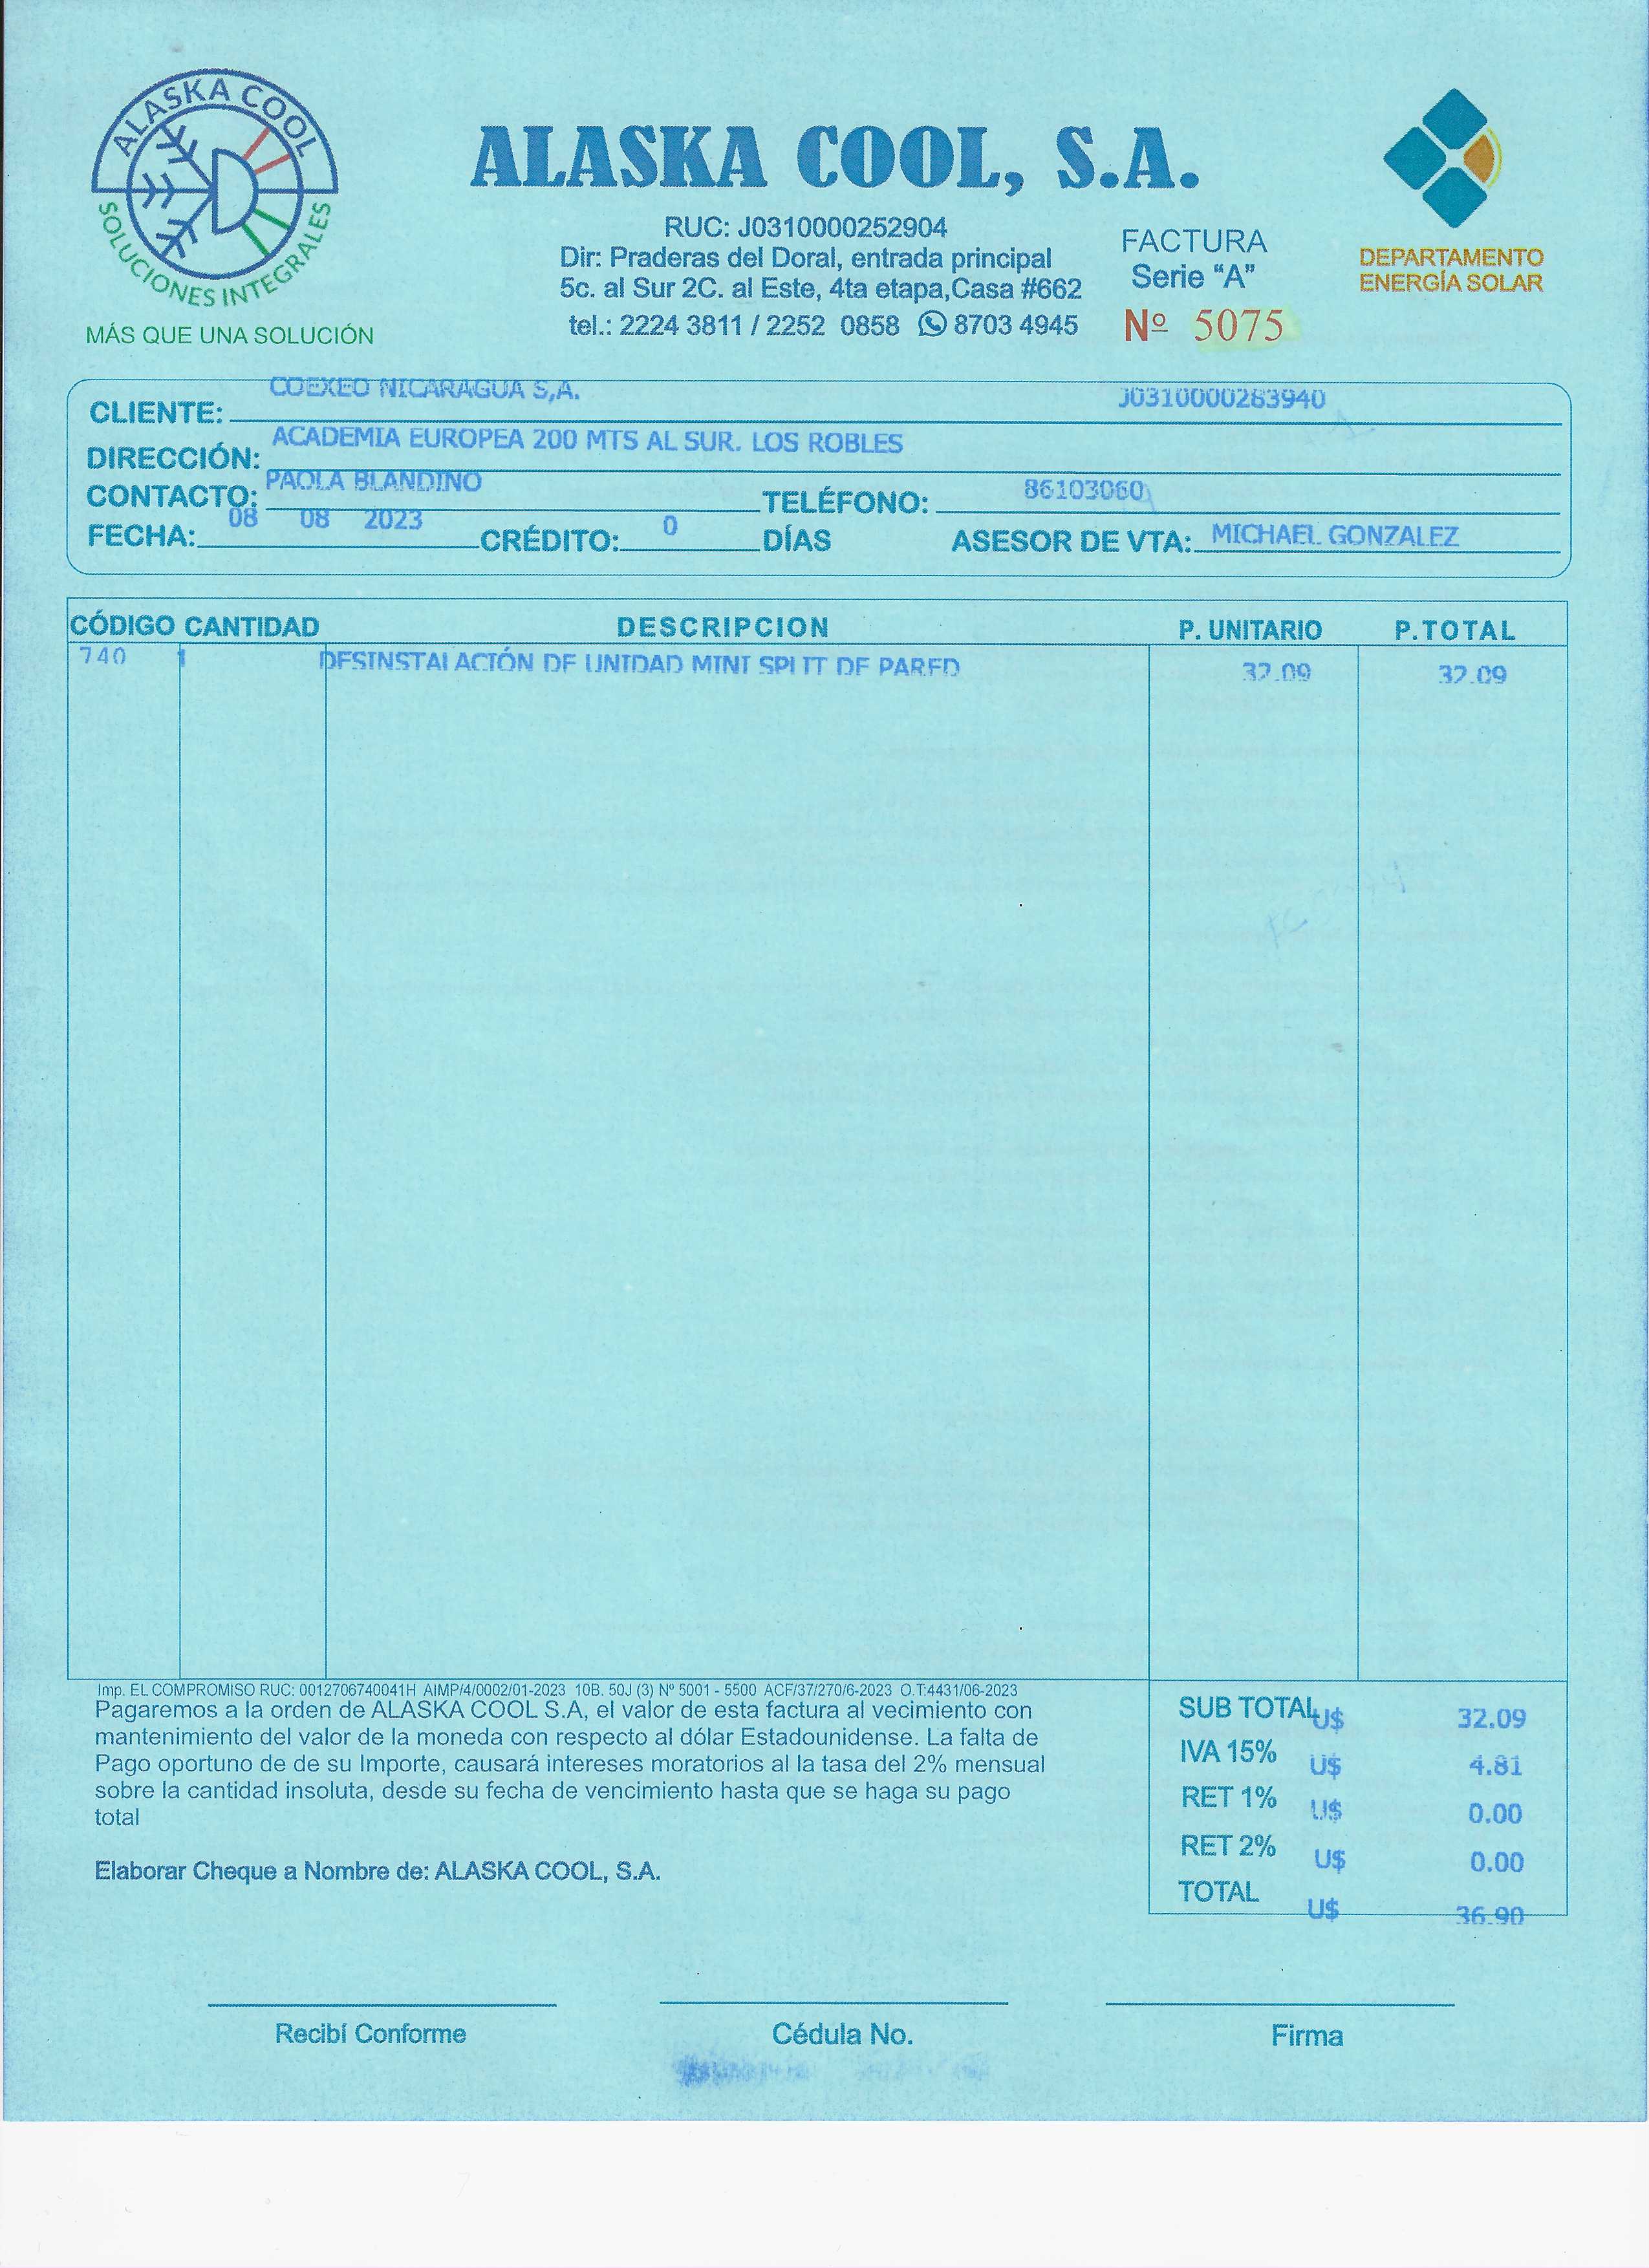 ALASKA COOL
SOLUCIONES INTEGRALES
MÁS QUE UNA SOLUCIÓN
ALASKA COOL, S.A.
RUC: J0310000252904
Dir: Praderas del Doral, entrada principal
5c. al Sur 2C. al Este, 4ta etapa,Casa #662
tel.: 2224 3811 / 2252 0858 8703 4945
FACTURA
Serie “A”
Nº 5075
DEPARTAMENTO
ENERGÍA SOLAR
CLIENTE: COEXEO NICARAGUA S,A. J0310000283940
DIRECCIÓN: ACADEMIA EUROPEA 200 MTS AL SUR. LOS ROBLES
CONTACTO: PAOLA BLANDINO TELÉFONO: 86103060
FECHA: 08 08 2023 CRÉDITO: 0 DÍAS ASESOR DE VTA: MICHAEL GONZALEZ
CÓDIGO CANTIDAD DESCRIPCION P. UNITARIO P.TOTAL
740 1 DESINSTALACIÓN DE UNIDAD MINI SPLIT DE PARED 32.09 32.09
Imp. EL COMPROMISO RUC: 0012706740041H AIMP/4/0002/01-2023 10B. 50J (3) Nº 5001 - 5500 ACF/37/270/6-2023 O.T:4431/06-2023
Pagaremos a la orden de ALASKA COOL S.A, el valor de esta factura al vecimiento con
mantenimiento del valor de la moneda con respecto al dólar Estadounidense. La falta de
Pago oportuno de de su Importe, causará intereses moratorios al la tasa del 2% mensual
sobre la cantidad insoluta, desde su fecha de vencimiento hasta que se haga su pago
total
Elaborar Cheque a Nombre de: ALASKA COOL, S.A.
SUB TOTAL U$ 32.09
IVA 15% U$ 4.81
RET 1% U$ 0.00
RET 2% U$ 0.00
TOTAL U$ 36.90
Recibí Conforme Cédula No. Firma